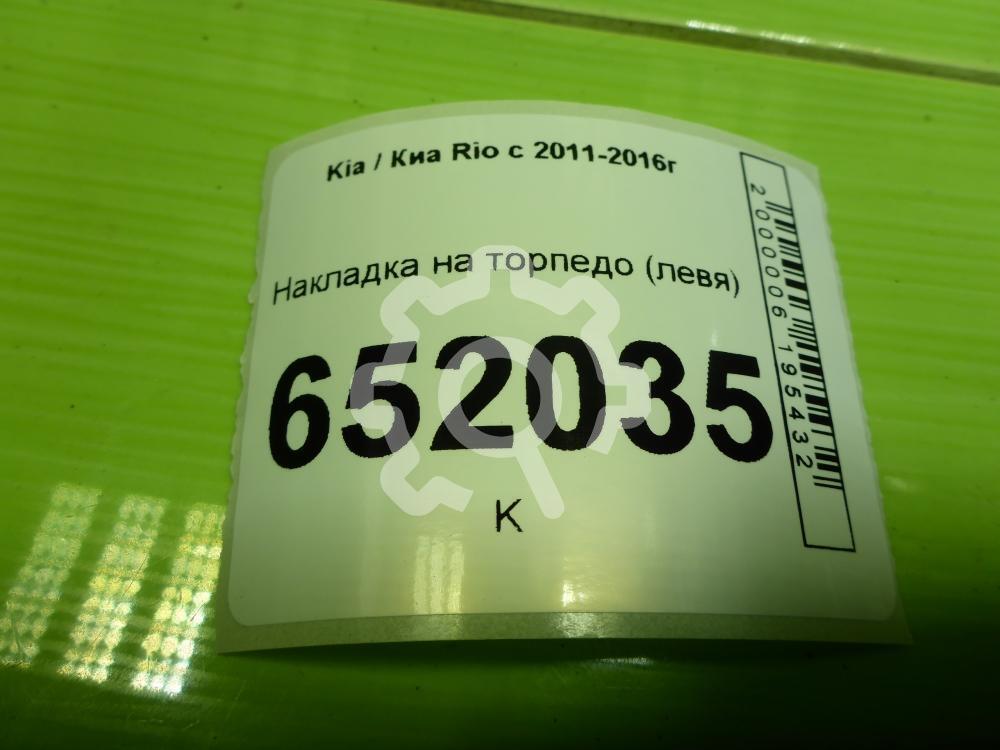 Kia / Киа Rio с 2011-2016г
Накладка на торпедо (левя)
652035
К
2000006195432